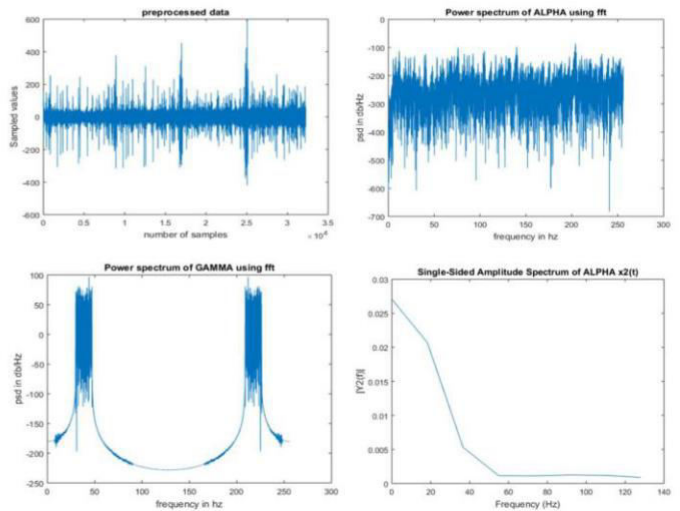 preprocessed data
600
400
200
0
-200
-400
-600
Sampled values
0 0.5 1 1.5 2 2.5 3 3.5
× 10⁴
number of samples
Power spectrum of ALPHA using fft
0
-100
-200
-300
-400
-500
-600
-700
psd in db/Hz
0 50 100 150 200 250 300
frequency in hz
Power spectrum of GAMMA using fft
100
50
0
-50
-100
-150
-200
-250
psd in db/Hz
0 50 100 150 200 250 300
frequency in hz
Single-Sided Amplitude Spectrum of ALPHA x2(t)
0.03
0.025
0.02
0.015
0.01
0.005
0
|Y2(f)|
0 20 40 60 80 100 120 140
Frequency (Hz)